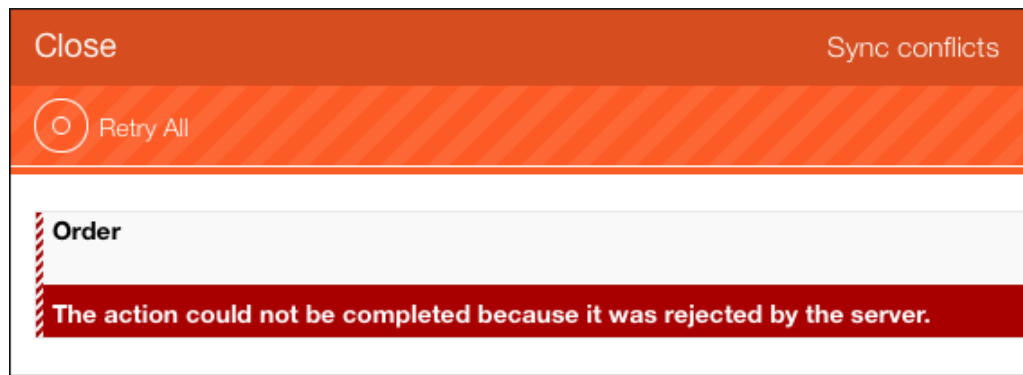 Close
Sync conflicts
Retry All
Order
The action could not be completed because it was rejected by the server.